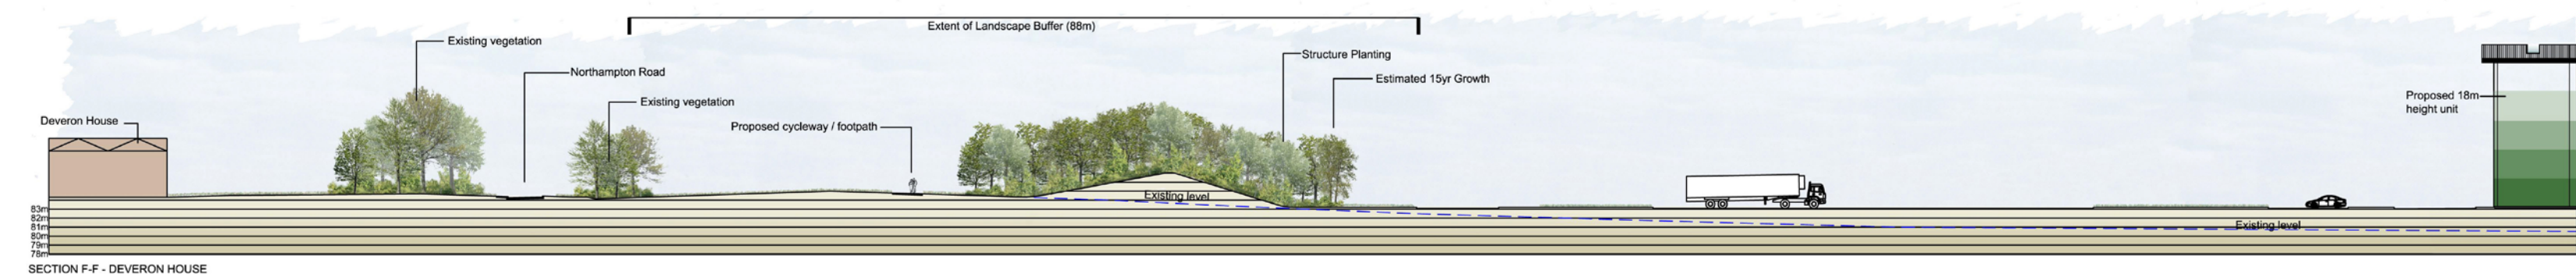 Extent of Landscape Buffer (88m)
Existing vegetation
Structure Planting
Northampton Road
Estimated 15yr Growth
Existing vegetation
Proposed 18m
height unit
Deveron House
Proposed cycleway / footpath
Existing level
83m
82m
81m
Existing level
80m
79m
78m
SECTION F-F - DEVERON HOUSE